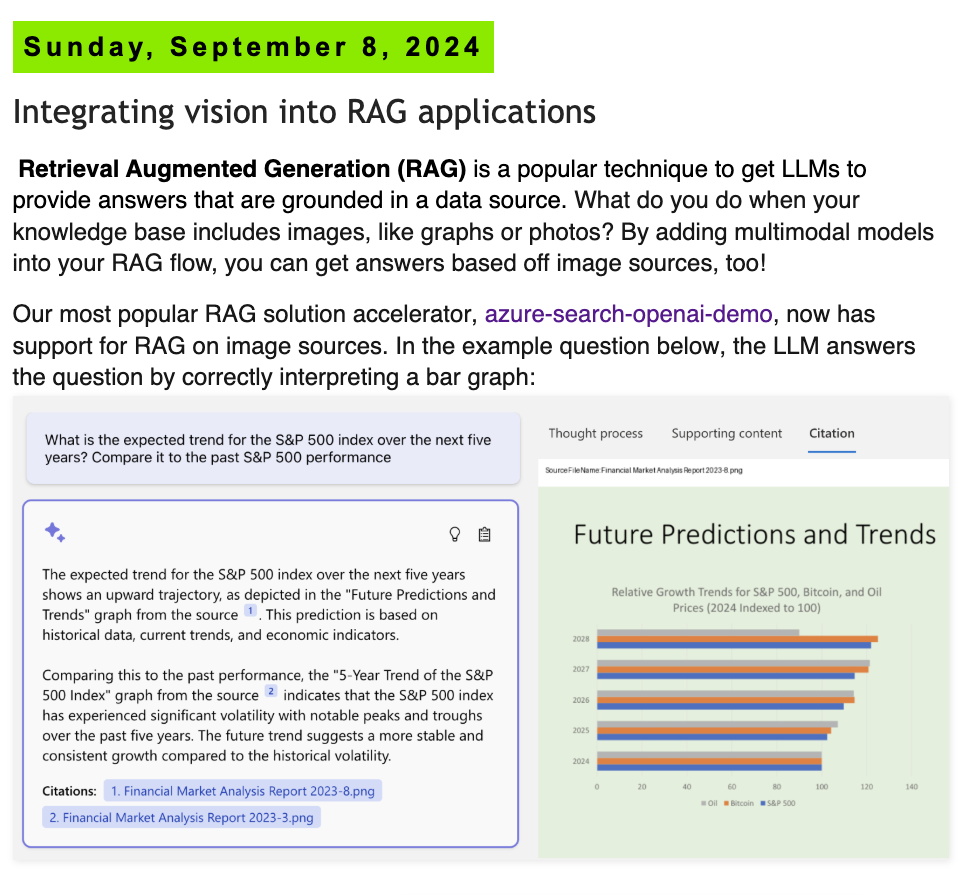 Sunday, September 8, 2024
Integrating vision into RAG applications
Retrieval Augmented Generation (RAG) is a popular technique to get LLMs to
provide answers that are grounded in a data source. What do you do when your
knowledge base includes images, like graphs or photos? By adding multimodal models
into your RAG flow, you can get answers based off image sources, too!
Our most popular RAG solution accelerator, azure-search-openai-demo, now has
support for RAG on image sources. In the example question below, the LLM answers
the question by correctly interpreting a bar graph:
What is the expected trend for the S&P 500 index over the next five
years? Compare it to the past S&P 500 performance
The expected trend for the S&P 500 index over the next five years
shows an upward trajectory, as depicted in the "Future Predictions and
Trends" graph from the source 1 . This prediction is based on
historical data, current trends, and economic indicators.
Comparing this to the past performance, the "5-Year Trend of the S&P
500 Index" graph from the source 2 indicates that the S&P 500 index
has experienced significant volatility with notable peaks and troughs
over the past five years. The future trend suggests a more stable and
consistent growth compared to the historical volatility.
Citations: 1. Financial Market Analysis Report 2023-8.png
2. Financial Market Analysis Report 2023-3.png
Thought process Supporting content Citation
SourceFileName:Financial Market Analysis Report 2023-8.png
Future Predictions and Trends
Relative Growth Trends for S&P 500, Bitcoin, and Oil
Prices (2024 Indexed to 100)
2028
2027
2026
2025
2024
0 20 40 60 80 100 120 140
Oil Bitcoin S&P 500